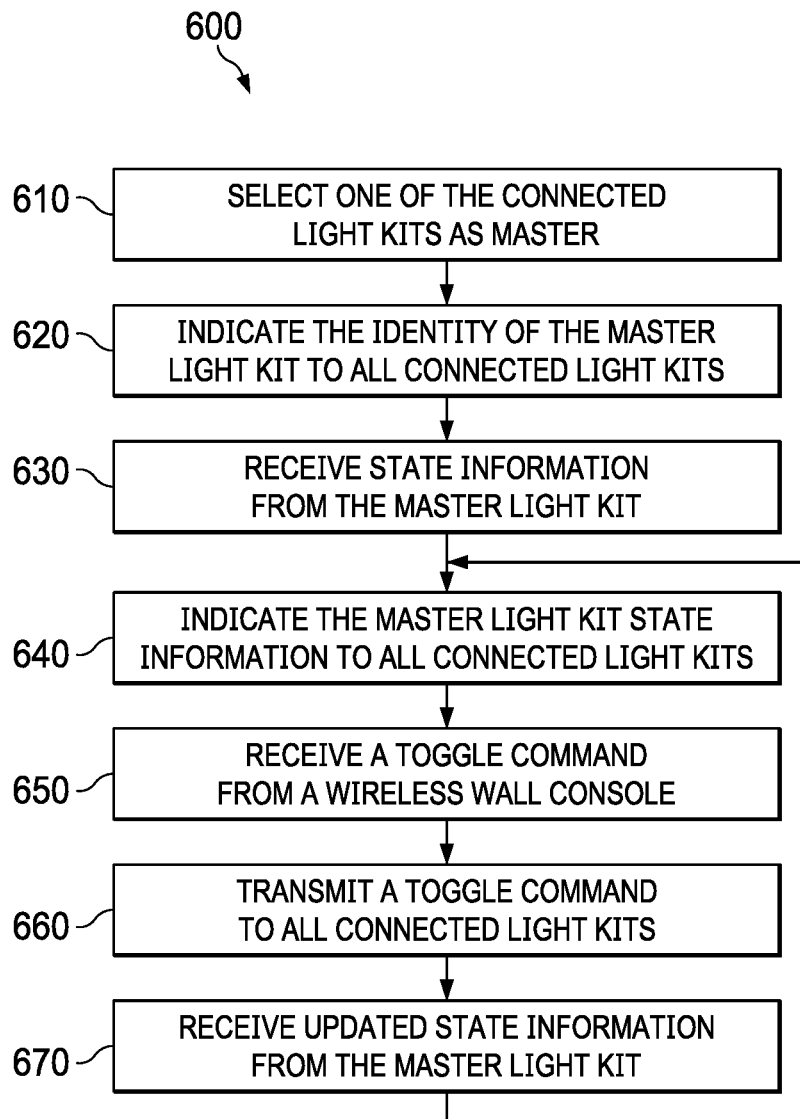 600
610
SELECT ONE OF THE CONNECTED
LIGHT KITS AS MASTER
620
INDICATE THE IDENTITY OF THE MASTER
LIGHT KIT TO ALL CONNECTED LIGHT KITS
630
RECEIVE STATE INFORMATION
FROM THE MASTER LIGHT KIT
640
INDICATE THE MASTER LIGHT KIT STATE
INFORMATION TO ALL CONNECTED LIGHT KITS
650
RECEIVE A TOGGLE COMMAND
FROM A WIRELESS WALL CONSOLE
660
TRANSMIT A TOGGLE COMMAND
TO ALL CONNECTED LIGHT KITS
670
RECEIVE UPDATED STATE INFORMATION
FROM THE MASTER LIGHT KIT